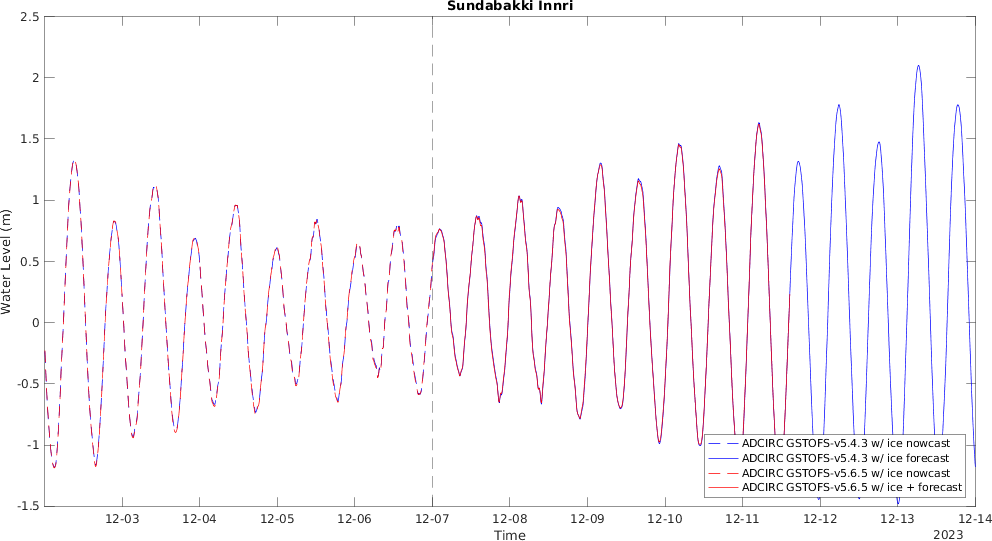 Sundabakki Innri
2.5
2
1.5
1
0.5
0
-0.5
-1
-1.5
Water Level (m)
12-03 12-04 12-05 12-06 12-07 12-08 12-09 12-10 12-11 12-12 12-13 12-14
Time
2023
ADCIRC GSTOFS-v5.4.3 w/ ice nowcast
ADCIRC GSTOFS-v5.4.3 w/ ice forecast
ADCIRC GSTOFS-v5.6.5 w/ ice nowcast
ADCIRC GSTOFS-v5.6.5 w/ ice + forecast